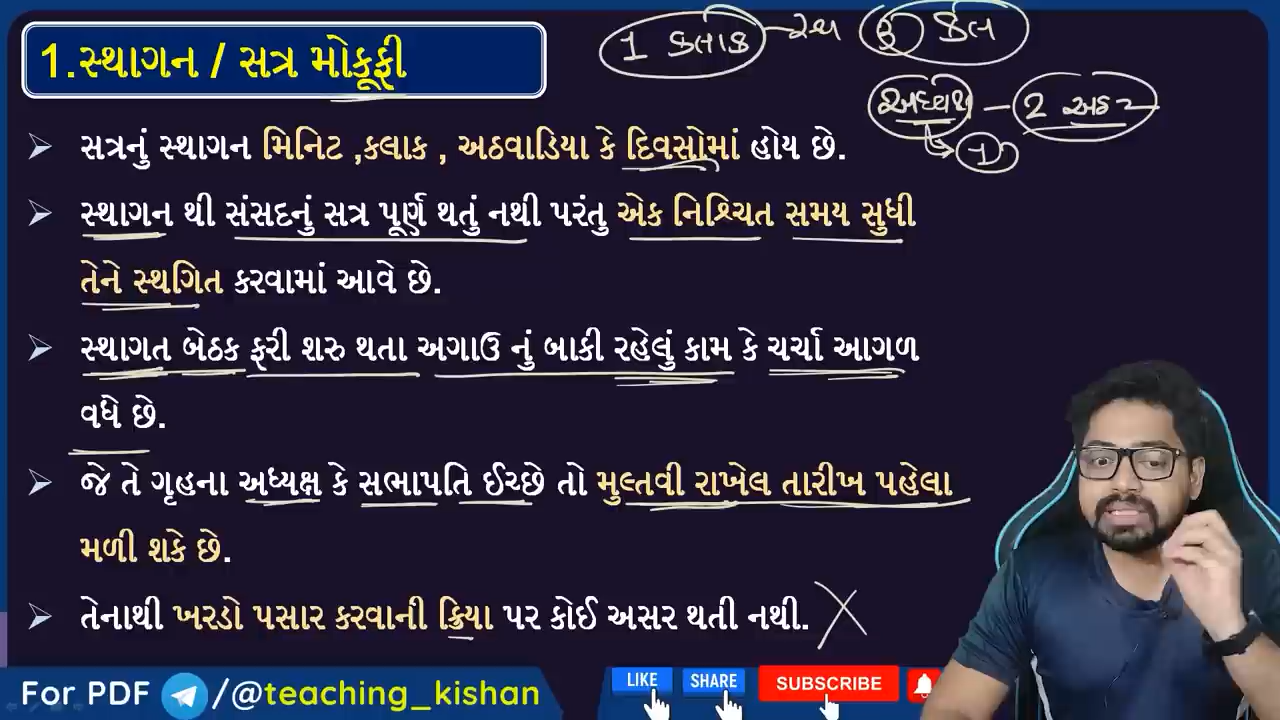 1.સ્થાગન / સત્ર મોકૂફી
1 કલાક
અધ્યક્ષ – 2 અઠ
1
સત્રનું સ્થાગન મિનિટ ,કલાક , અઠવાડિયા કે દિવસોમાં હોય છે.
સ્થાગન થી સંસદનું સત્ર પૂર્ણ થતું નથી પરંતુ એક નિશ્ચિત સમય સુધી
તેને સ્થગિત કરવામાં આવે છે.
સ્થાગત બેઠક ફરી શરુ થતા અગાઉ નું બાકી રહેલું કામ કે ચર્ચા આગળ
વધે છે.
જે તે ગૃહના અધ્યક્ષ કે સભાપતિ ઈચ્છે તો મુલ્તવી રાખેલ તારીખ પહેલા
મળી શકે છે.
તેનાથી ખરડો પસાર કરવાની ક્રિયા પર કોઈ અસર થતી નથી.
For PDF /@teaching_kishan
LIKE SHARE SUBSCRIBE